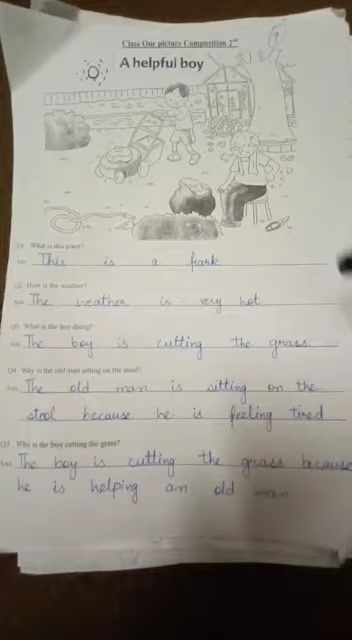 Class One picture Composition 2nd
A helpful boy
Q1 What is this place?
Ans This is a park
Q2 How is the weather?
Ans The weather is very hot
Q3 What is the boy doing?
Ans The boy is cutting the grass
Q4 Why is the old man sitting on the stool?
Ans The old man is sitting on the
stool because he is feeling tired
Q5 Why is the boy cutting the grass?
Ans The boy is cutting the grass because
he is helping an old man